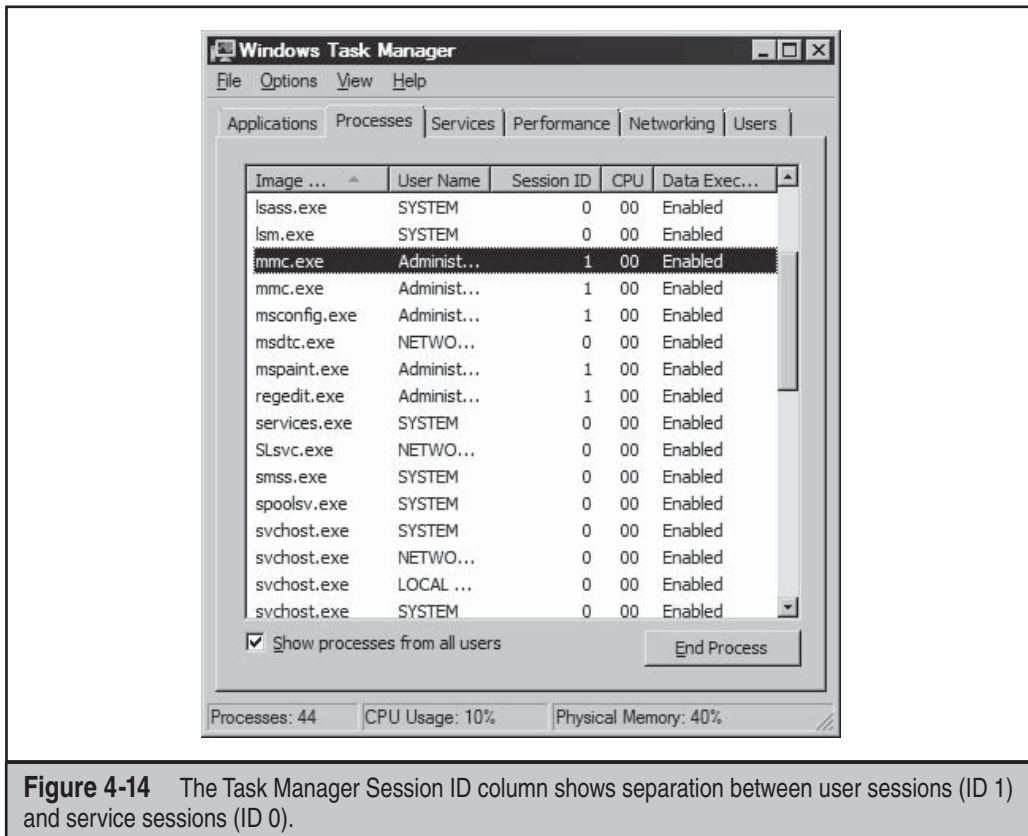 Windows Task Manager
File Options View Help
Applications Processes Services Performance Networking Users
Image ... User Name Session ID CPU Data Exec...
lsass.exe SYSTEM 0 00 Enabled
lsm.exe SYSTEM 0 00 Enabled
mmc.exe Administ... 1 00 Enabled
mmc.exe Administ... 1 00 Enabled
msconfig.exe Administ... 1 00 Enabled
msdtc.exe NETWO... 0 00 Enabled
mspaint.exe Administ... 1 00 Enabled
regedit.exe Administ... 1 00 Enabled
services.exe SYSTEM 0 00 Enabled
SLsvc.exe NETWO... 0 00 Enabled
smss.exe SYSTEM 0 00 Enabled
spoolsv.exe SYSTEM 0 00 Enabled
svchost.exe SYSTEM 0 00 Enabled
svchost.exe NETWO... 0 00 Enabled
svchost.exe LOCAL ... 0 00 Enabled
svchost.exe SYSTEM 0 00 Enabled
Show processes from all users End Process
Processes: 44 CPU Usage: 10% Physical Memory: 40%
Figure 4-14 The Task Manager Session ID column shows separation between user sessions (ID 1)
and service sessions (ID 0).